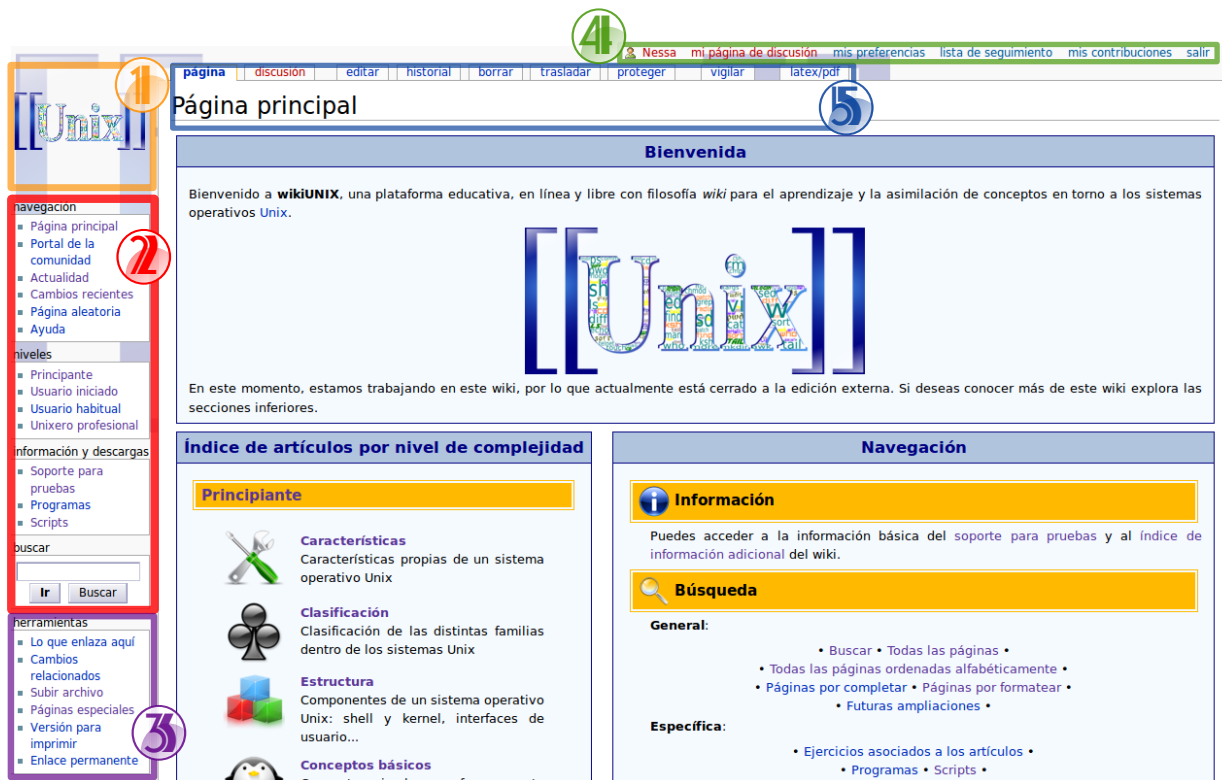 4
Nessa mi página de discusión mis preferencias lista de seguimiento mis contribuciones salir
1
página discusión editar historial borrar trasladar proteger vigilar latex/pdf
[[Unix]]
Página principal
5
Bienvenida
Bienvenido a wikiUNIX, una plataforma educativa, en línea y libre con filosofía wiki para el aprendizaje y la asimilación de conceptos en torno a los sistemas
operativos Unix.
[[Unix]]
En este momento, estamos trabajando en este wiki, por lo que actualmente está cerrado a la edición externa. Si deseas conocer más de este wiki explora las
secciones inferiores.
navegación
Página principal
2
Portal de la
comunidad
Actualidad
Cambios recientes
Página aleatoria
Ayuda
niveles
Principante
Usuario iniciado
Usuario habitual
Unixero profesional
información y descargas
Soporte para
pruebas
Programas
Scripts
buscar
Ir Buscar
herramientas
Lo que enlaza aquí
Cambios
relacionados
Subir archivo
Páginas especiales
3
Versión para
imprimir
Enlace permanente
Índice de artículos por nivel de complejidad
Principiante
Características
Características propias de un sistema
operativo Unix
Clasificación
Clasificación de las distintas familias
dentro de los sistemas Unix
Estructura
Componentes de un sistema operativo
Unix: shell y kernel, interfaces de
usuario...
Conceptos básicos
Navegación
Información
Puedes acceder a la información básica del soporte para pruebas y al índice de
información adicional del wiki.
Búsqueda
General:
• Buscar • Todas las páginas •
• Todas las páginas ordenadas alfabéticamente •
• Páginas por completar • Páginas por formatear •
• Futuras ampliaciones •
Específica:
• Ejercicios asociados a los artículos •
• Programas • Scripts •